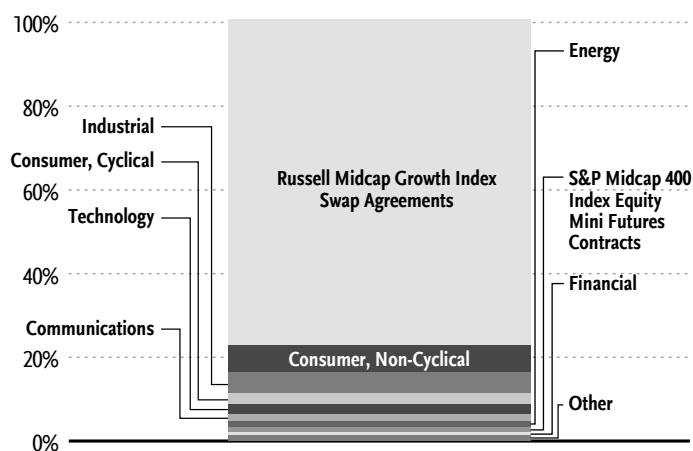 100%
80%
60%
40%
20%
0%
Industrial
Consumer, Cyclical
Technology
Communications
Russell Midcap Growth Index
Swap Agreements
Consumer, Non-Cyclical
Energy
S&P Midcap 400
Index Equity
Mini Futures
Contracts
Financial
Other